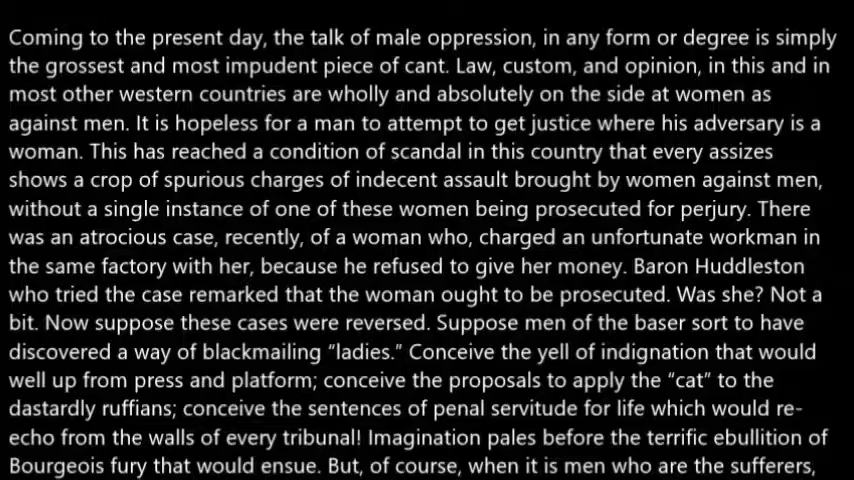 Coming to the present day, the talk of male oppression, in any form or degree is simply
the grossest and most impudent piece of cant. Law, custom, and opinion, in this and in
most other western countries are wholly and absolutely on the side at women as
against men. It is hopeless for a man to attempt to get justice where his adversary is a
woman. This has reached a condition of scandal in this country that every assizes
shows a crop of spurious charges of indecent assault brought by women against men,
without a single instance of one of these women being prosecuted for perjury. There
was an atrocious case, recently, of a woman who, charged an unfortunate workman in
the same factory with her, because he refused to give her money. Baron Huddleston
who tried the case remarked that the woman ought to be prosecuted. Was she? Not a
bit. Now suppose these cases were reversed. Suppose men of the baser sort to have
discovered a way of blackmailing “ladies.” Conceive the yell of indignation that would
well up from press and platform; conceive the proposals to apply the “cat” to the
dastardly ruffians; conceive the sentences of penal servitude for life which would re-
echo from the walls of every tribunal! Imagination pales before the terrific ebullition of
Bourgeois fury that would ensue. But, of course, when it is men who are the sufferers,